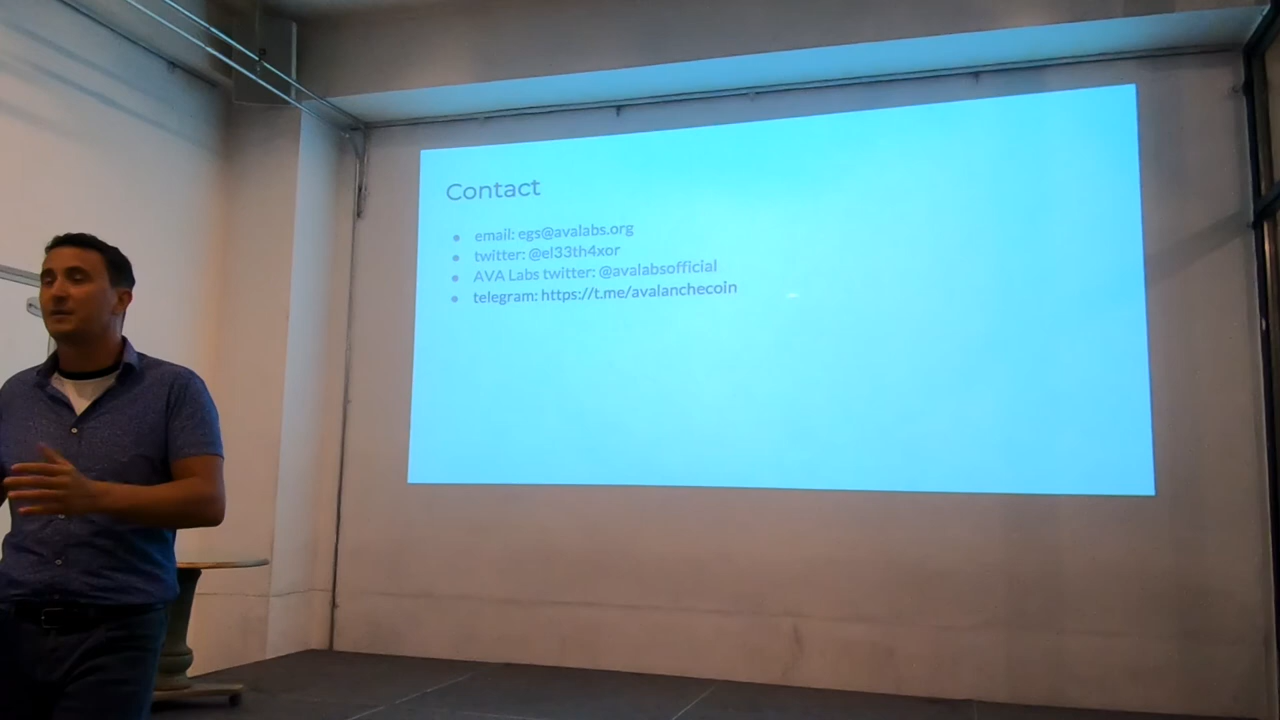 Contact
email: egs@avalabs.org
twitter: @el33th4xor
AVA Labs twitter: @avalabsofficial
telegram: https://t.me/avalanchecoin